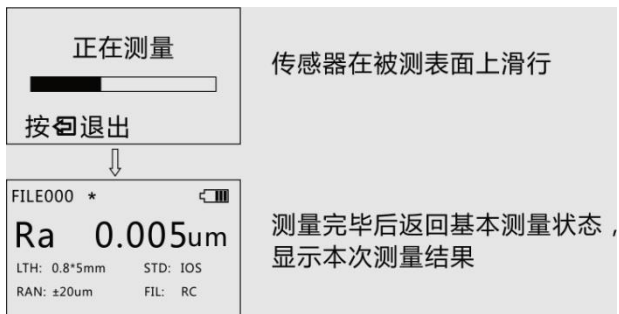 正在测量
传感器在被测表面上滑行
按退出
FILE000 *
Ra 0.005um
LTH: 0.8*5mm STD: IOS
RAN: ±20um FIL: RC
测量完毕后返回基本测量状态，
显示本次测量结果